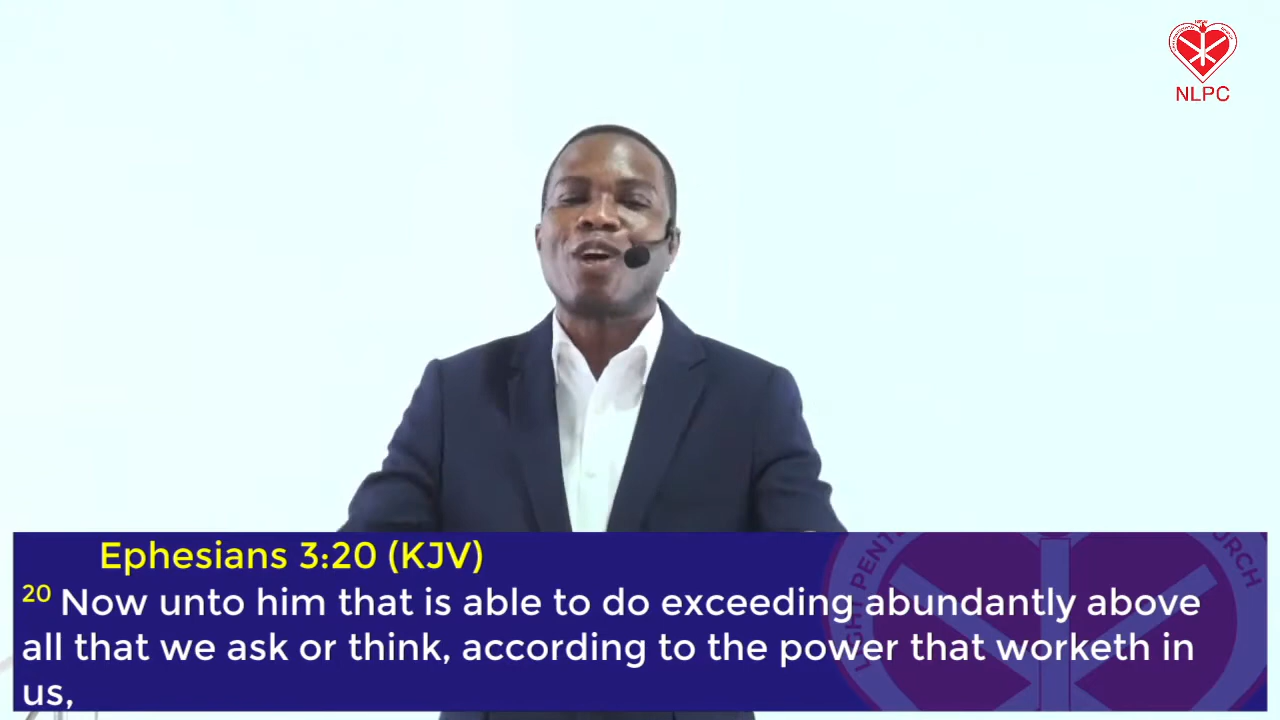 NLPC
Ephesians 3:20 (KJV)
20 Now unto him that is able to do exceeding abundantly above
all that we ask or think, according to the power that worketh in
us,